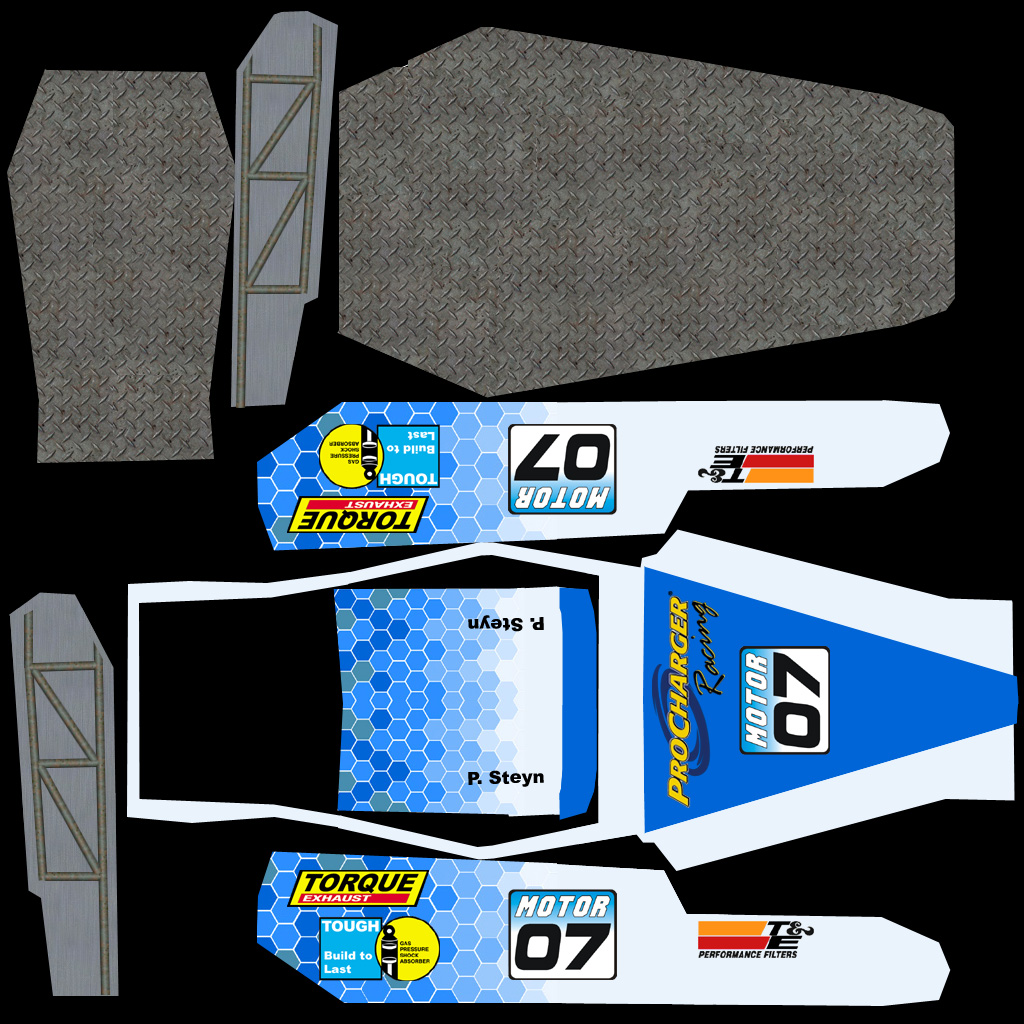 GAS
PRESSURE
SHOCK
ABSORBER
TOUGH
Build to
Last
TORQUE
EXHAUST
MOTOR
07
T&E
PERFORMANCE FILTERS
P. Steyn
P. Steyn
PROCHARGER
Racing
MOTOR
07
TORQUE
EXHAUST
TOUGH
Build to
Last
GAS
PRESSURE
SHOCK
ABSORBER
MOTOR
07
T&E
PERFORMANCE FILTERS